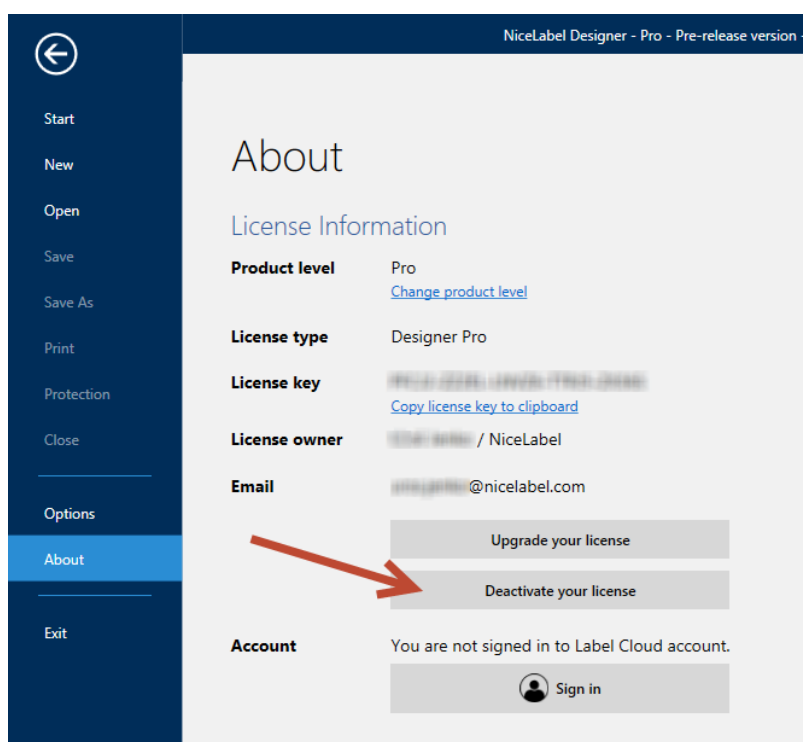 NiceLabel Designer - Pro - Pre-release version -
Start
New
Open
Save
Save As
Print
Protection
Close
Options
About
Exit
About
License Information
Product level Pro
Change product level
License type Designer Pro
License key
Copy license key to clipboard
License owner / NiceLabel
Email @nicelabel.com
Upgrade your license
Deactivate your license
Account You are not signed in to Label Cloud account.
Sign in